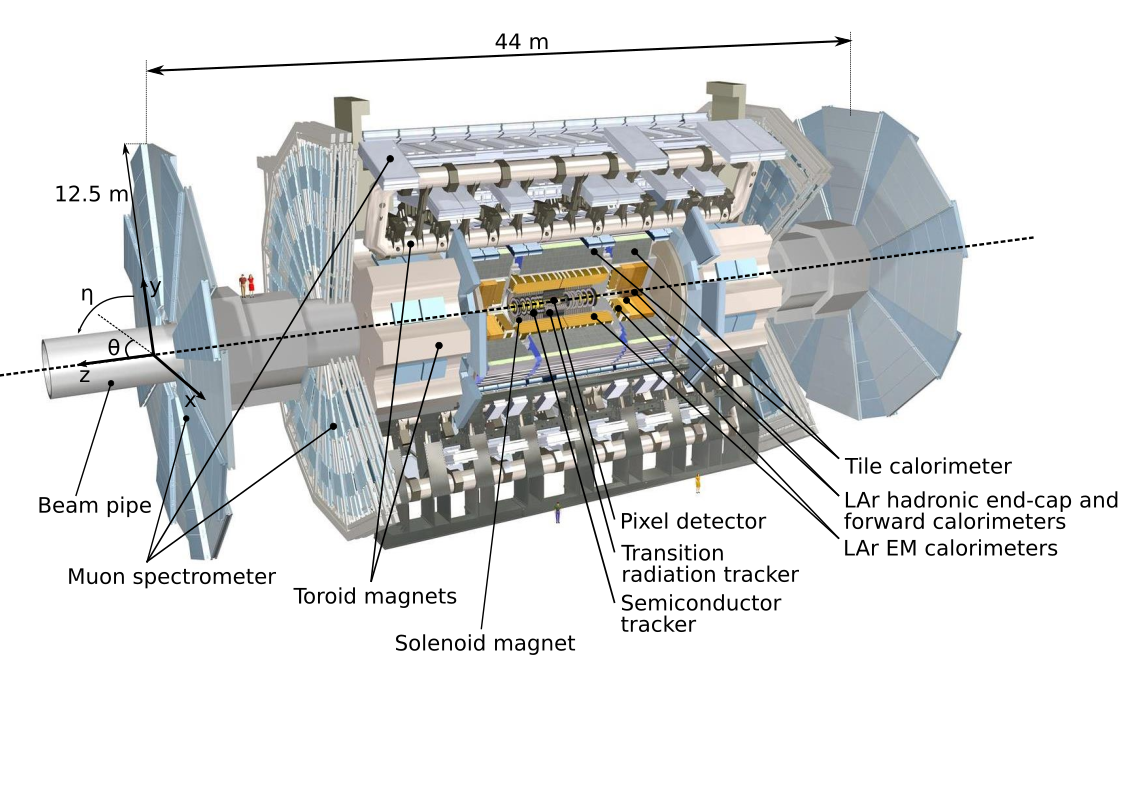 44 m
12.5 m
η
y
θ
z
x
Beam pipe
Muon spectrometer
Toroid magnets
Solenoid magnet
Pixel detector
Transition
radiation tracker
Semiconductor
tracker
Tile calorimeter
LAr hadronic end-cap and
forward calorimeters
LAr EM calorimeters